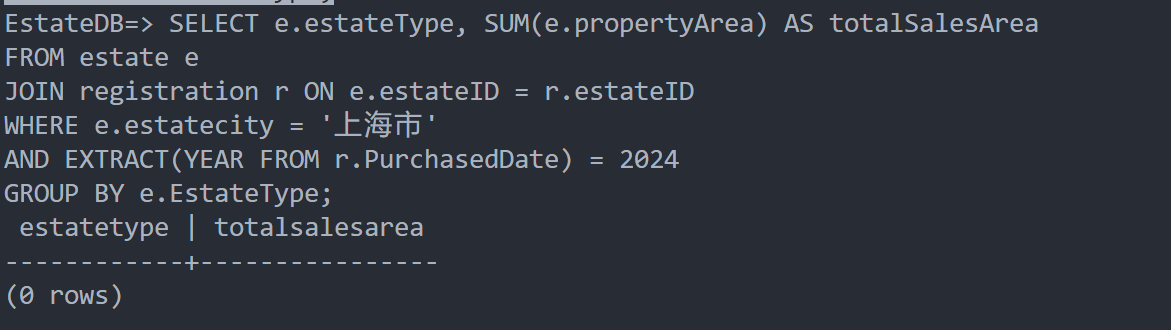 EstateDB=> SELECT e.estateType, SUM(e.propertyArea) AS totalSalesArea
FROM estate e
JOIN registration r ON e.estateID = r.estateID
WHERE e.estatecity = '上海市'
AND EXTRACT(YEAR FROM r.PurchasedDate) = 2024
GROUP BY e.EstateType;
 estatetype | totalsalesarea
------------+----------------
(0 rows)